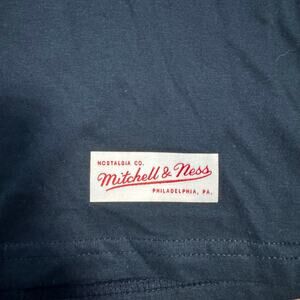 NOSTALGIA CO.
Mitchell & Ness
PHILADELPHIA, PA.